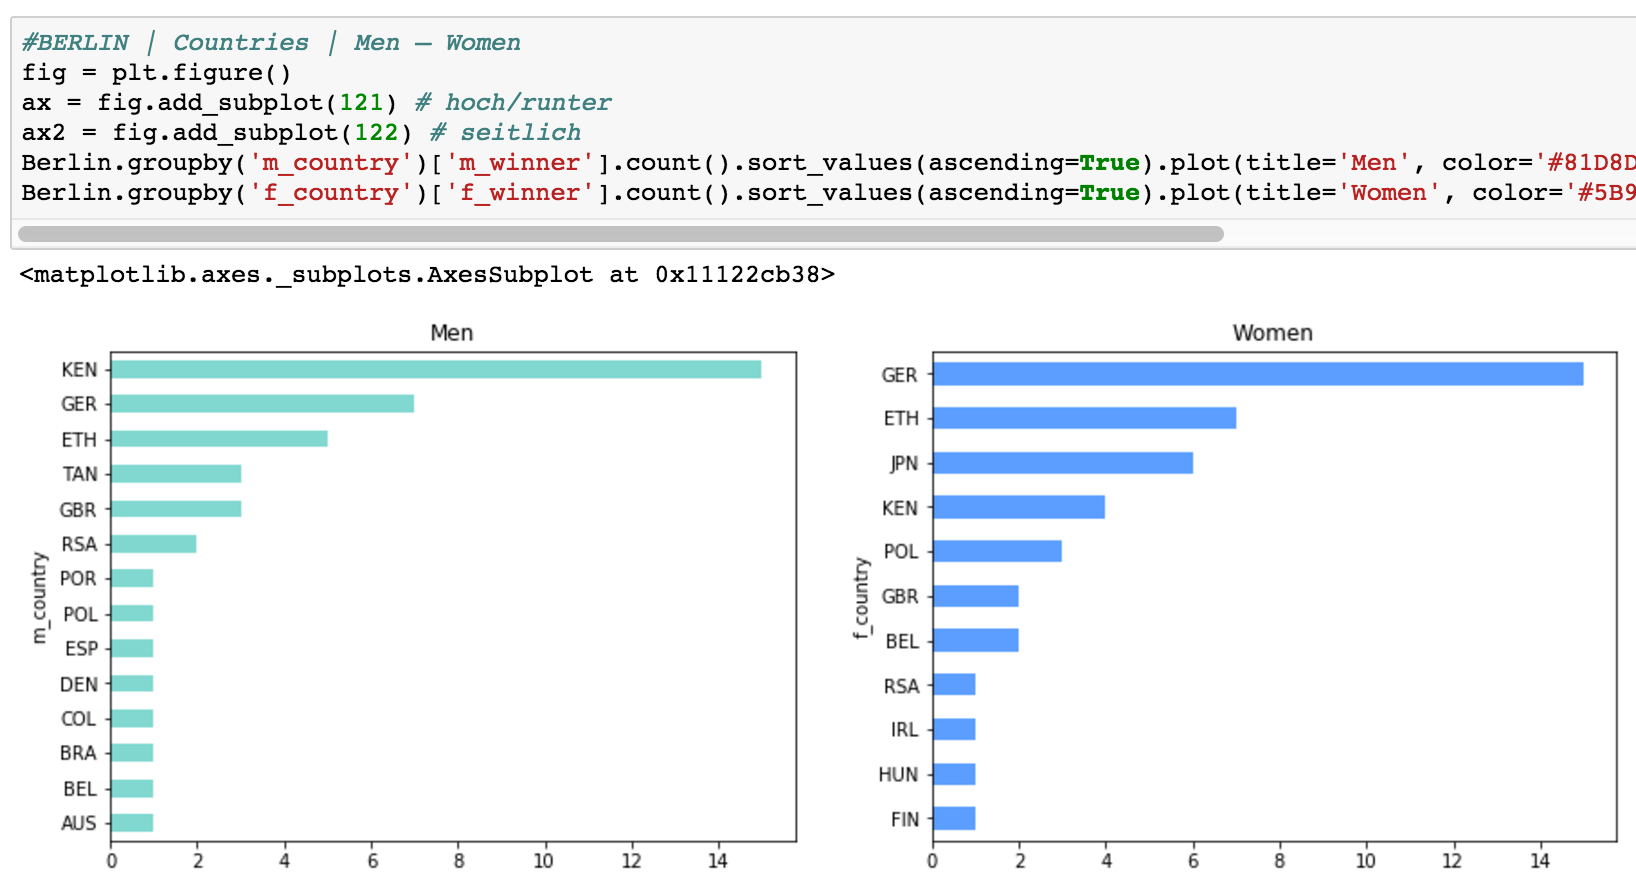 #BERLIN | Countries | Men – Women
fig = plt.figure()
ax = fig.add_subplot(121) # hoch/runter
ax2 = fig.add_subplot(122) # seitlich
Berlin.groupby('m_country')['m_winner'].count().sort_values(ascending=True).plot(title='Men', color='#81D8D
Berlin.groupby('f_country')['f_winner'].count().sort_values(ascending=True).plot(title='Women', color='#5B9
<matplotlib.axes._subplots.AxesSubplot at 0x11122cb38>
Men
KEN
GER
ETH
TAN
GBR
RSA
POR
POL
ESP
DEN
COL
BRA
BEL
AUS
m_country
0 2 4 6 8 10 12 14
Women
GER
ETH
JPN
KEN
POL
GBR
BEL
RSA
IRL
HUN
FIN
f_country
0 2 4 6 8 10 12 14